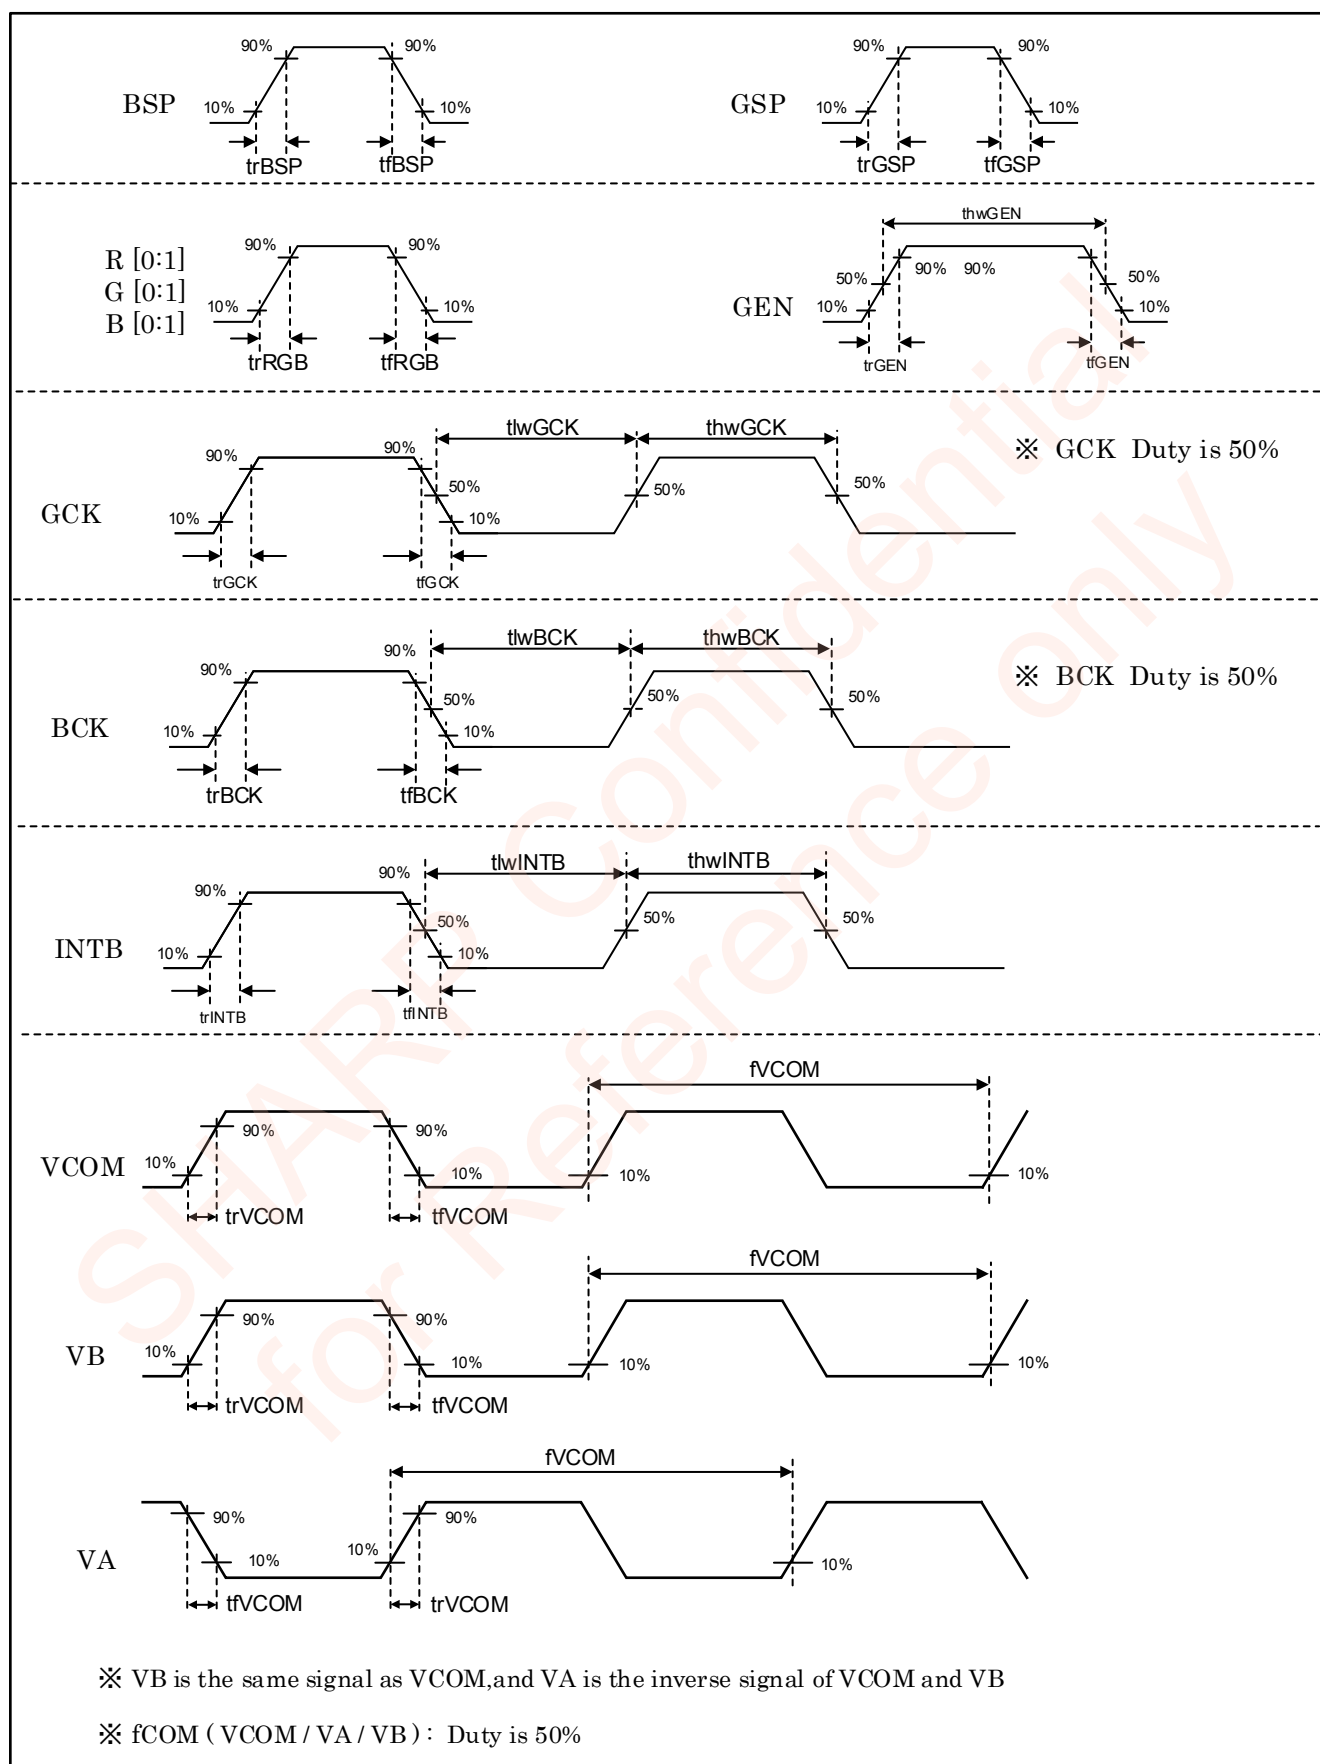 90% 90%
BSP
10% 10%
trBSP tfBSP
90% 90%
GSP
10% 10%
trGSP tfGSP
R [0:1]
G [0:1]
B [0:1]
90% 90%
10% 10%
trRGB tfRGB
thwGEN
GEN
90% 90%
50% 50%
10% 10%
trGEN tfGEN
tlwGCK thwGCK
※ GCK Duty is 50%
90% 90%
50% 50% 50%
GCK
10% 10%
trGCK tfGCK
tlwBCK thwBCK
90% 90%
※ BCK Duty is 50%
50% 50% 50%
BCK
10% 10%
trBCK tfBCK
tlwINTB thwINTB
90% 90%
50% 50% 50%
INTB
10% 10%
trINTB tfINTB
fVCOM
90% 90%
VCOM
10% 10% 10% 10%
trVCOM tfVCOM
fVCOM
90% 90%
VB
10% 10% 10% 10%
trVCOM tfVCOM
fVCOM
90% 90%
VA
10% 10% 10%
tfVCOM trVCOM
※ VB is the same signal as VCOM,and VA is the inverse signal of VCOM and VB
※ fCOM ( VCOM / VA / VB ) : Duty is 50%
SHARP Confidential
for Reference only